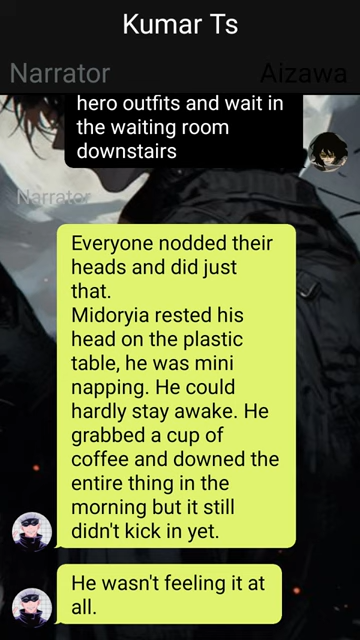 Kumar Ts
Narrator
Aizawa
hero outfits and wait in
the waiting room
downstairs
Narrator
Everyone nodded their
heads and did just
that.
Midoryia rested his
head on the plastic
table, he was mini
napping. He could
hardly stay awake. He
grabbed a cup of
coffee and downed the
entire thing in the
morning but it still
didn't kick in yet.
He wasn't feeling it at
all.